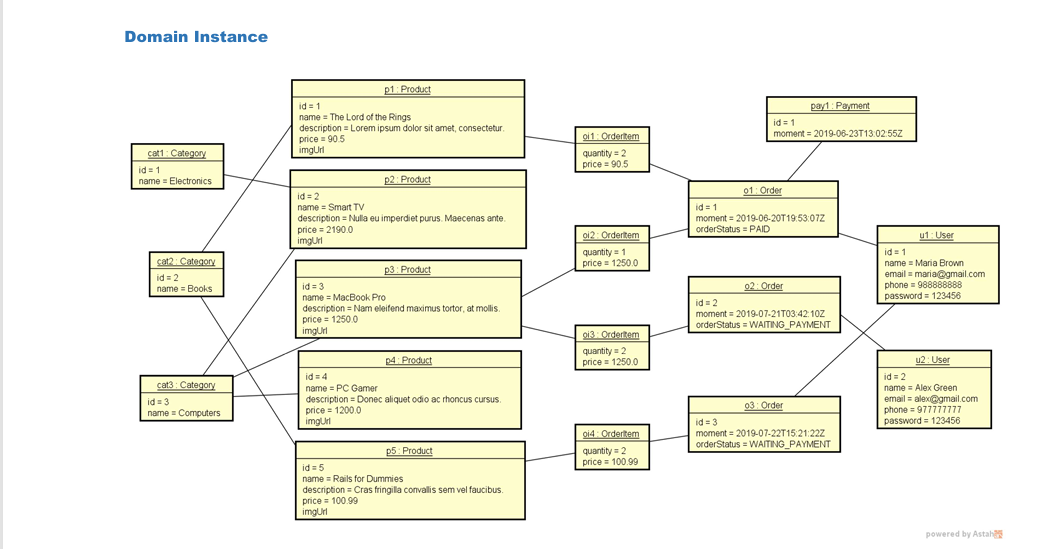 Domain Instance
p1 : Product
id = 1
name = The Lord of the Rings
description = Lorem ipsum dolor sit amet, consectetur.
price = 90.5
imgUrl
pay1 : Payment
id = 1
moment = 2019-06-23T13:02:55Z
oi1 : OrderItem
quantity = 2
price = 90.5
cat1 : Category
id = 1
name = Electronics
p2 : Product
id = 2
name = Smart TV
description = Nulla eu imperdiet purus. Maecenas ante.
price = 2190.0
imgUrl
o1 : Order
id = 1
moment = 2019-06-20T19:53:07Z
orderStatus = PAID
oi2 : OrderItem
quantity = 1
price = 1250.0
u1 : User
id = 1
name = Maria Brown
email = maria@gmail.com
phone = 988888888
password = 123456
cat2 : Category
id = 2
name = Books
p3 : Product
id = 3
name = MacBook Pro
description = Nam eleifend maximus tortor, at mollis.
price = 1250.0
imgUrl
o2 : Order
id = 2
moment = 2019-07-21T03:42:10Z
orderStatus = WAITING_PAYMENT
oi3 : OrderItem
quantity = 2
price = 1250.0
p4 : Product
id = 4
name = PC Gamer
description = Donec aliquet odio ac rhoncus cursus.
price = 1200.0
imgUrl
u2 : User
id = 2
name = Alex Green
email = alex@gmail.com
phone = 977777777
password = 123456
cat3 : Category
id = 3
name = Computers
o3 : Order
id = 3
moment = 2019-07-22T15:21:22Z
orderStatus = WAITING_PAYMENT
oi4 : OrderItem
quantity = 2
price = 100.99
p5 : Product
id = 5
name = Rails for Dummies
description = Cras fringilla convallis sem vel faucibus.
price = 100.99
imgUrl
powered by Astah